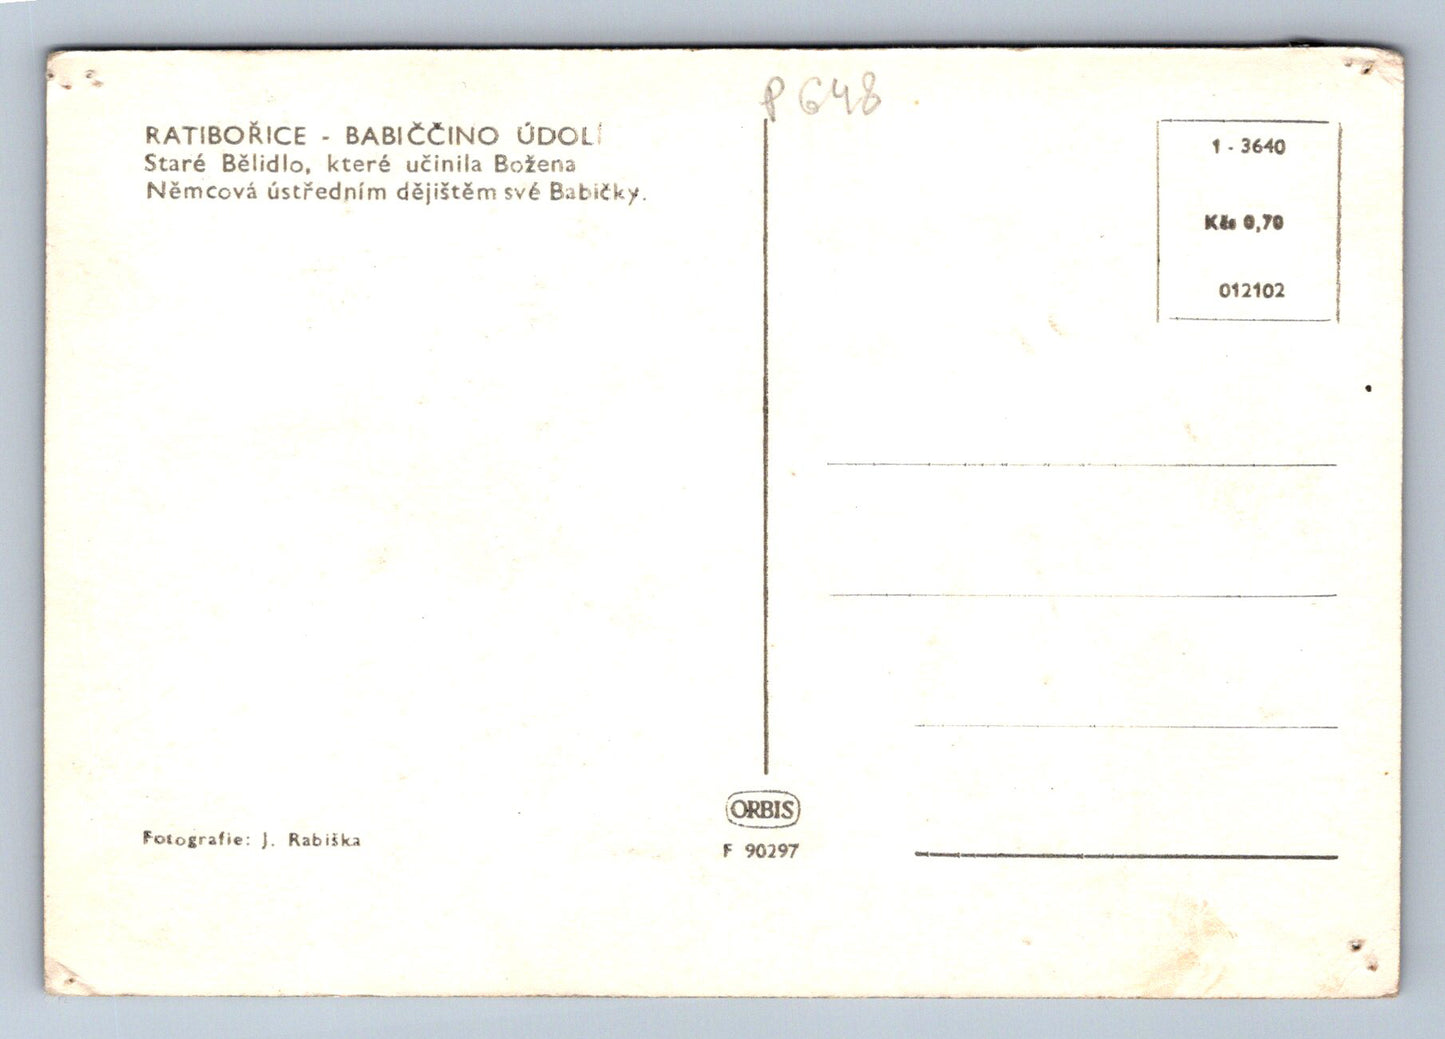 P 648
RATIBOŘICE - BABIČČINO ÚDOLÍ
Staré Bělidlo, které učinila Božena
Němcová ústředním dějištěm své Babičky.
1 - 3640
Kčs 0,70
012102
Fotografie: J. Rabiška
ORBIS
F 90297